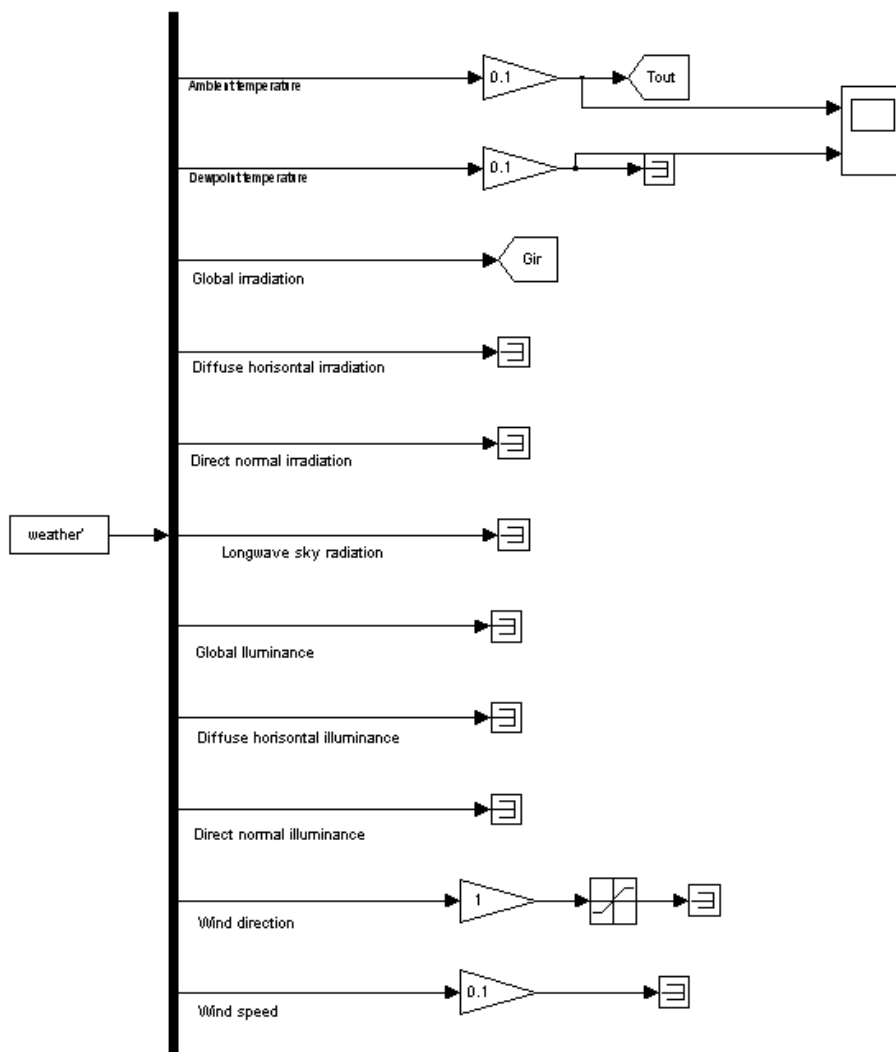 0.1
Tout
Ambient temperature
0.1
Dewpoint temperature
Gir
Global irradiation
Diffuse horisontal irradiation
Direct normal irradiation
weather'
Longwave sky radiation
Global Iluminance
Diffuse horisontal illuminance
Direct normal illuminance
1
Wind direction
0.1
Wind speed